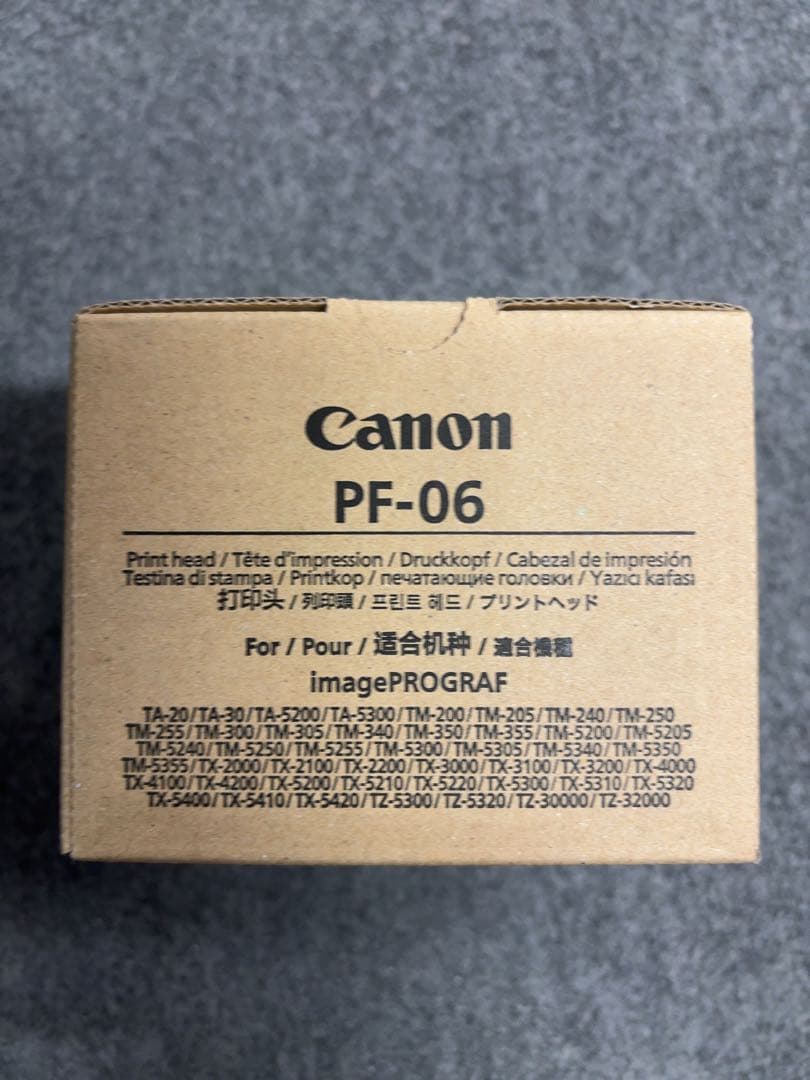 Canon
PF-06
Print head / Tête d'impression / Druckkopf / Cabezal de impresión
Testina di stampa / Printkop / печатающие головки / Yazıcı kafası
打印头 / 列印頭 / 프린트 헤드 / プリントヘッド
For / Pour / 适合机种 / 適合機種
imagePROGRAF
TA-20/TA-30/TA-5200/TA-5300/TM-200/TM-205/TM-240/TM-250
TM-255/TM-300/TM-305/TM-340/TM-350/TM-355/TM-5200/TM-5205
TM-5240/TM-5250/TM-5255/TM-5300/TM-5305/TM-5340/TM-5350
TM-5355/TX-2000/TX-2100/TX-2200/TX-3000/TX-3100/TX-3200/TX-4000
TX-4100/TX-4200/TX-5200/TX-5210/TX-5220/TX-5300/TX-5310/TX-5320
TX-5400/TX-5410/TX-5420/TZ-5300/TZ-5320/TZ-30000/TZ-32000